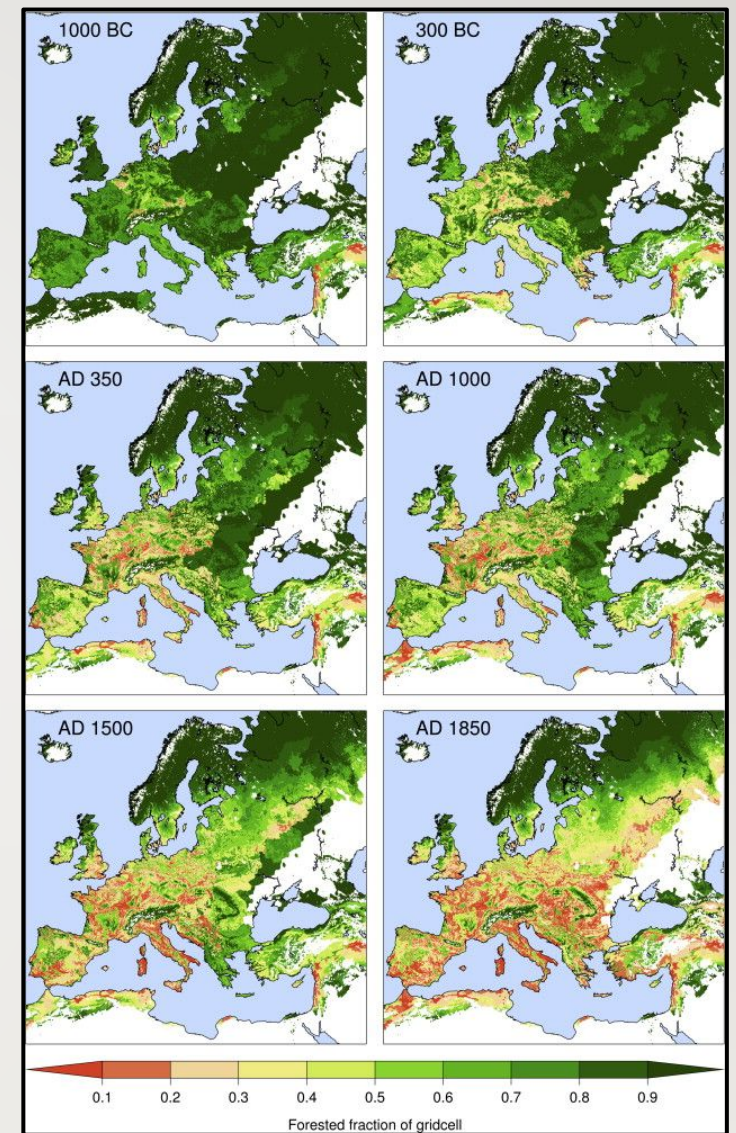 1000 BC
300 BC
AD 350
AD 1000
AD 1500
AD 1850
0.1 0.2 0.3 0.4 0.5 0.6 0.7 0.8 0.9
Forested fraction of gridcell